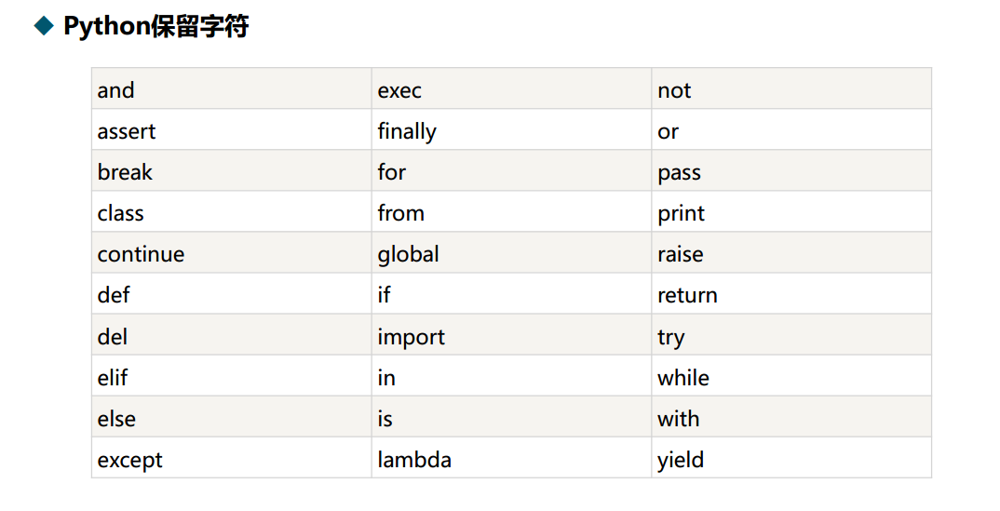 Python保留字符
and exec not
assert finally or
break for pass
class from print
continue global raise
def if return
del import try
elif in while
else is with
except lambda yield